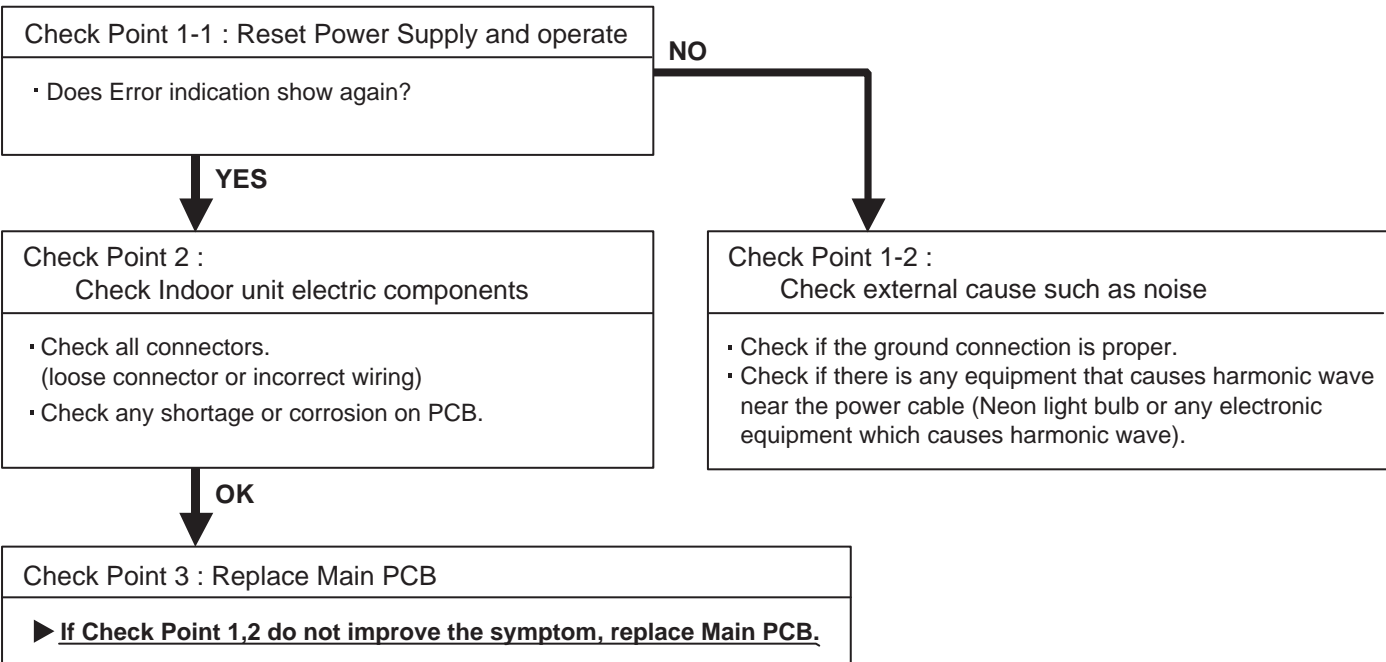 Check Point 1-1 : Reset Power Supply and operate
▪ Does Error indication show again?
NO
YES
Check Point 2 :
Check Indoor unit electric components
▪ Check all connectors.
(loose connector or incorrect wiring)
▪ Check any shortage or corrosion on PCB.
Check Point 1-2 :
Check external cause such as noise
▪ Check if the ground connection is proper.
▪ Check if there is any equipment that causes harmonic wave
near the power cable (Neon light bulb or any electronic
equipment which causes harmonic wave).
OK
Check Point 3 : Replace Main PCB
▶ If Check Point 1,2 do not improve the symptom, replace Main PCB.